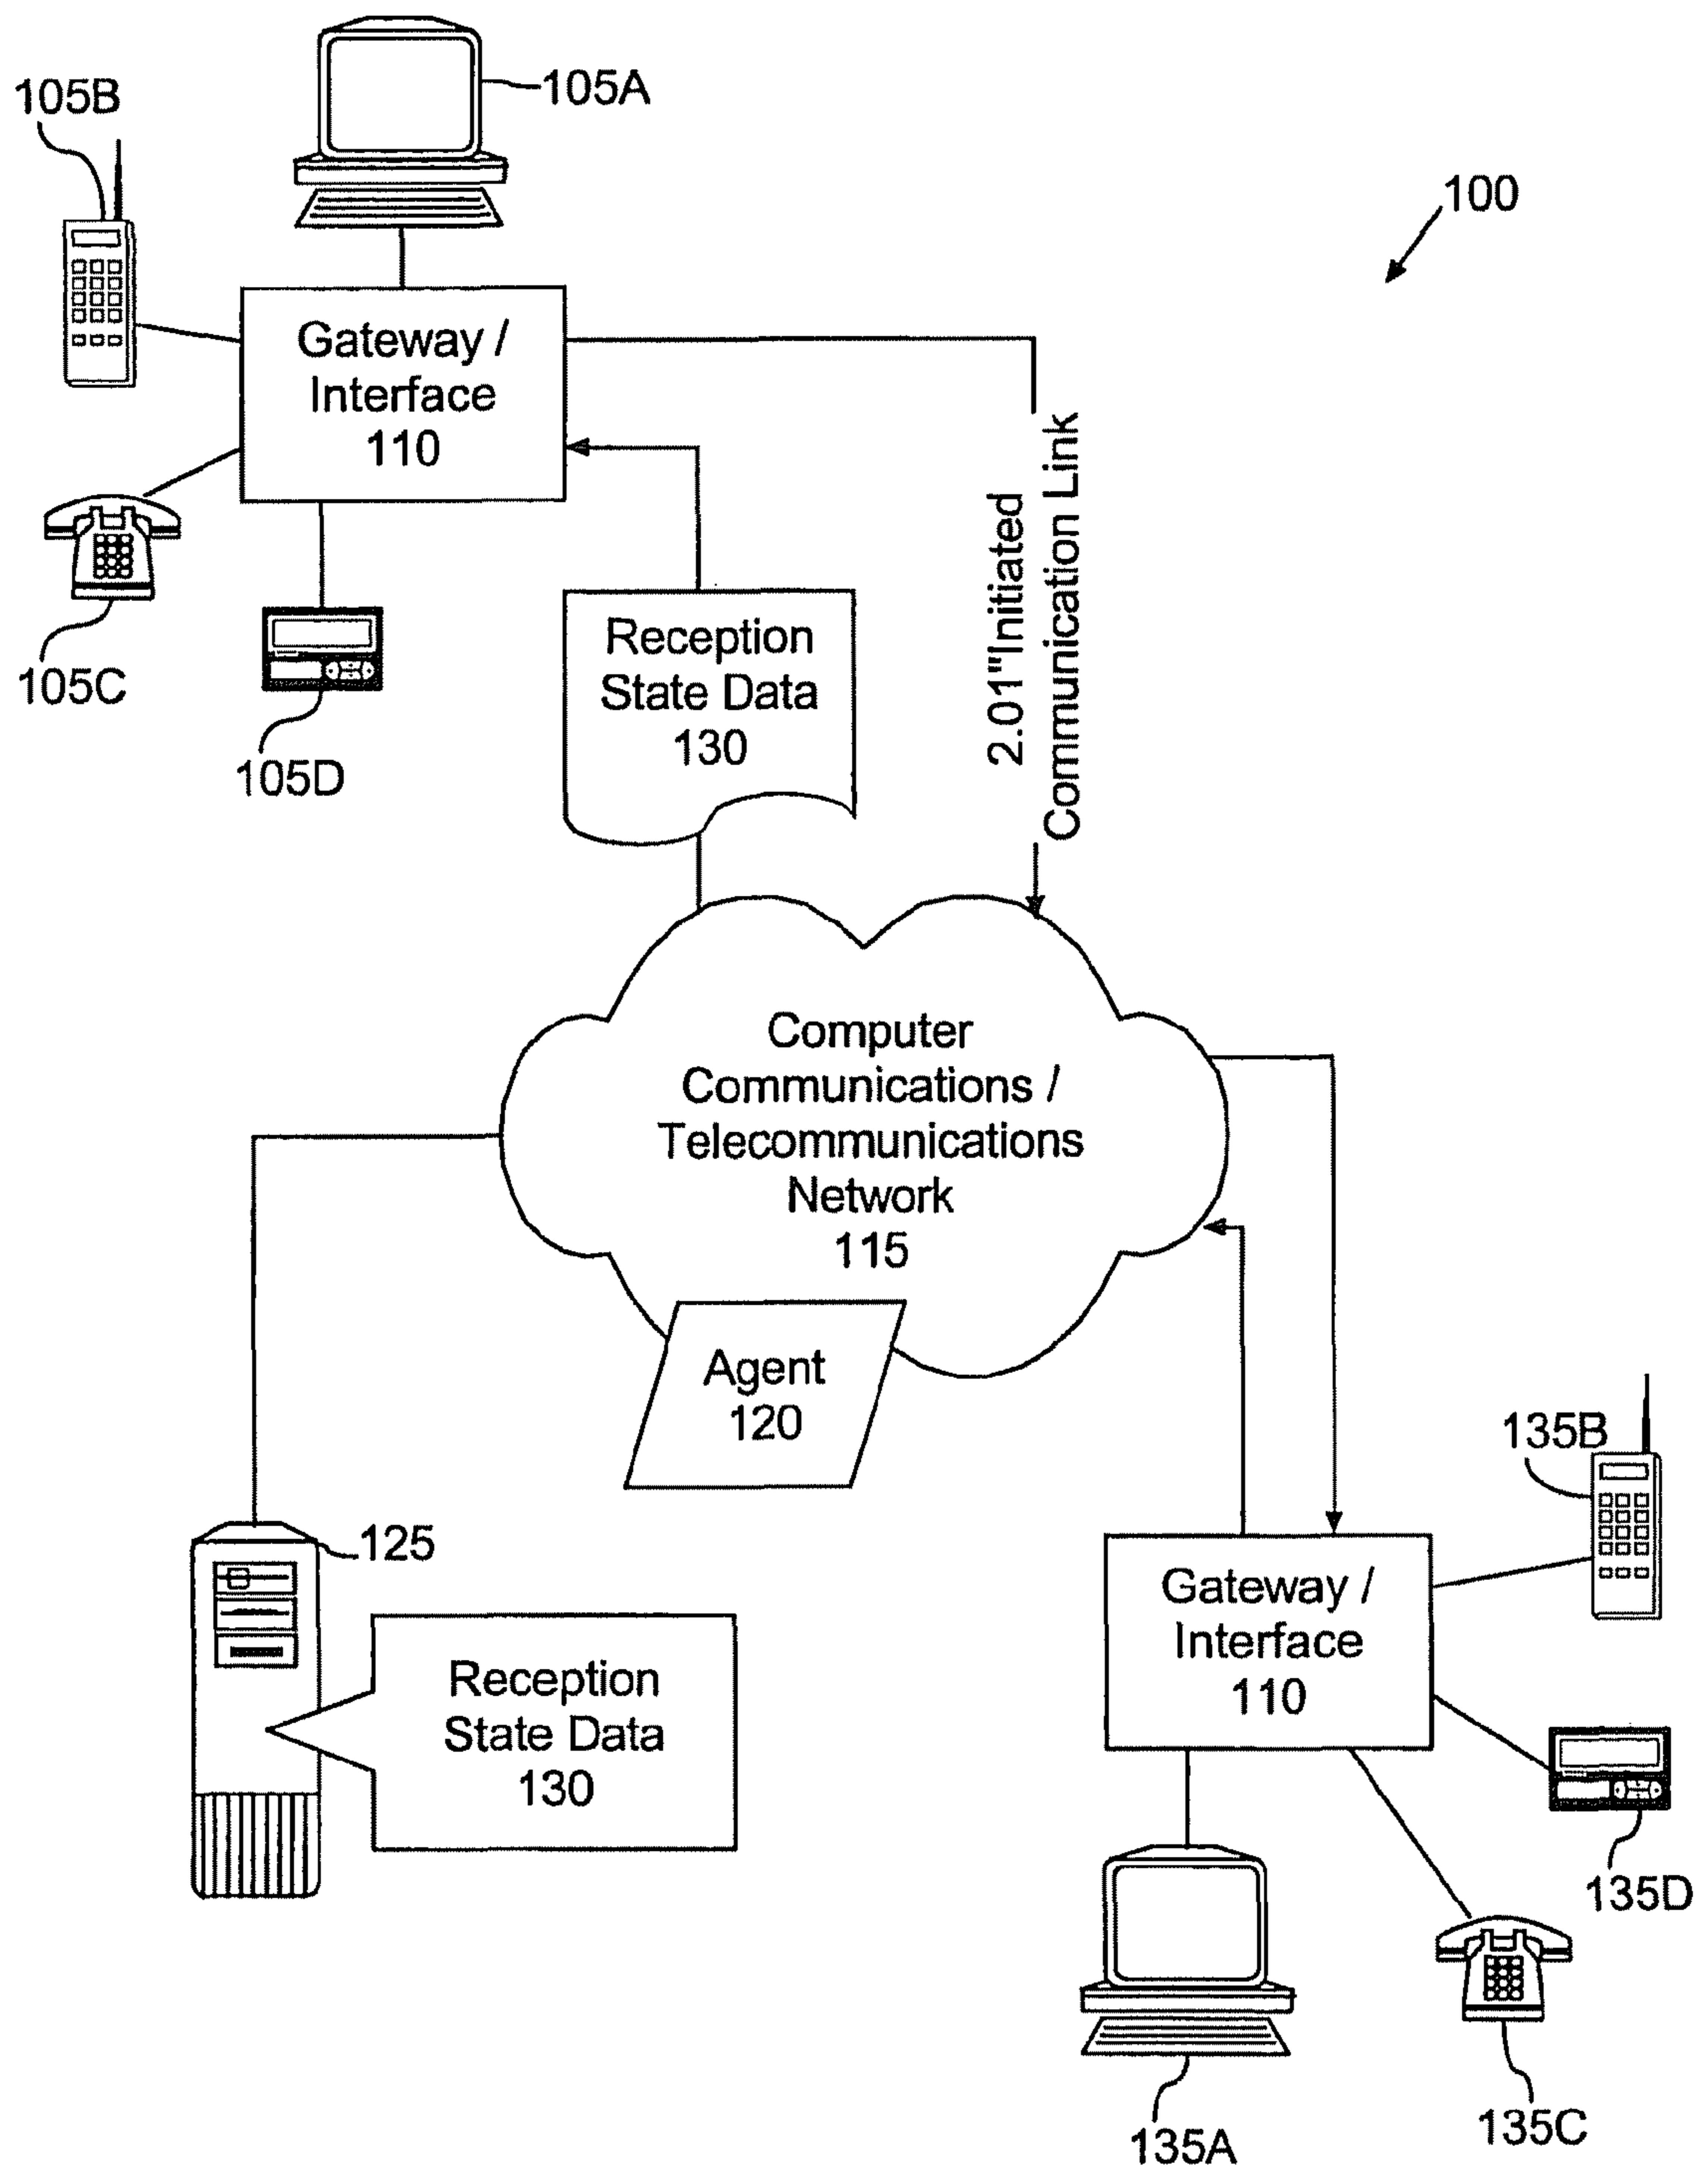 105A
105B
100
Gateway /
Interface
110
105C
105D
Reception
State Data
130
2.01"Initiated
Communication Link
Computer
Communications /
Telecommunications
Network
115
Agent
120
135B
125
Gateway /
Interface
110
Reception
State Data
130
135D
135C
135A